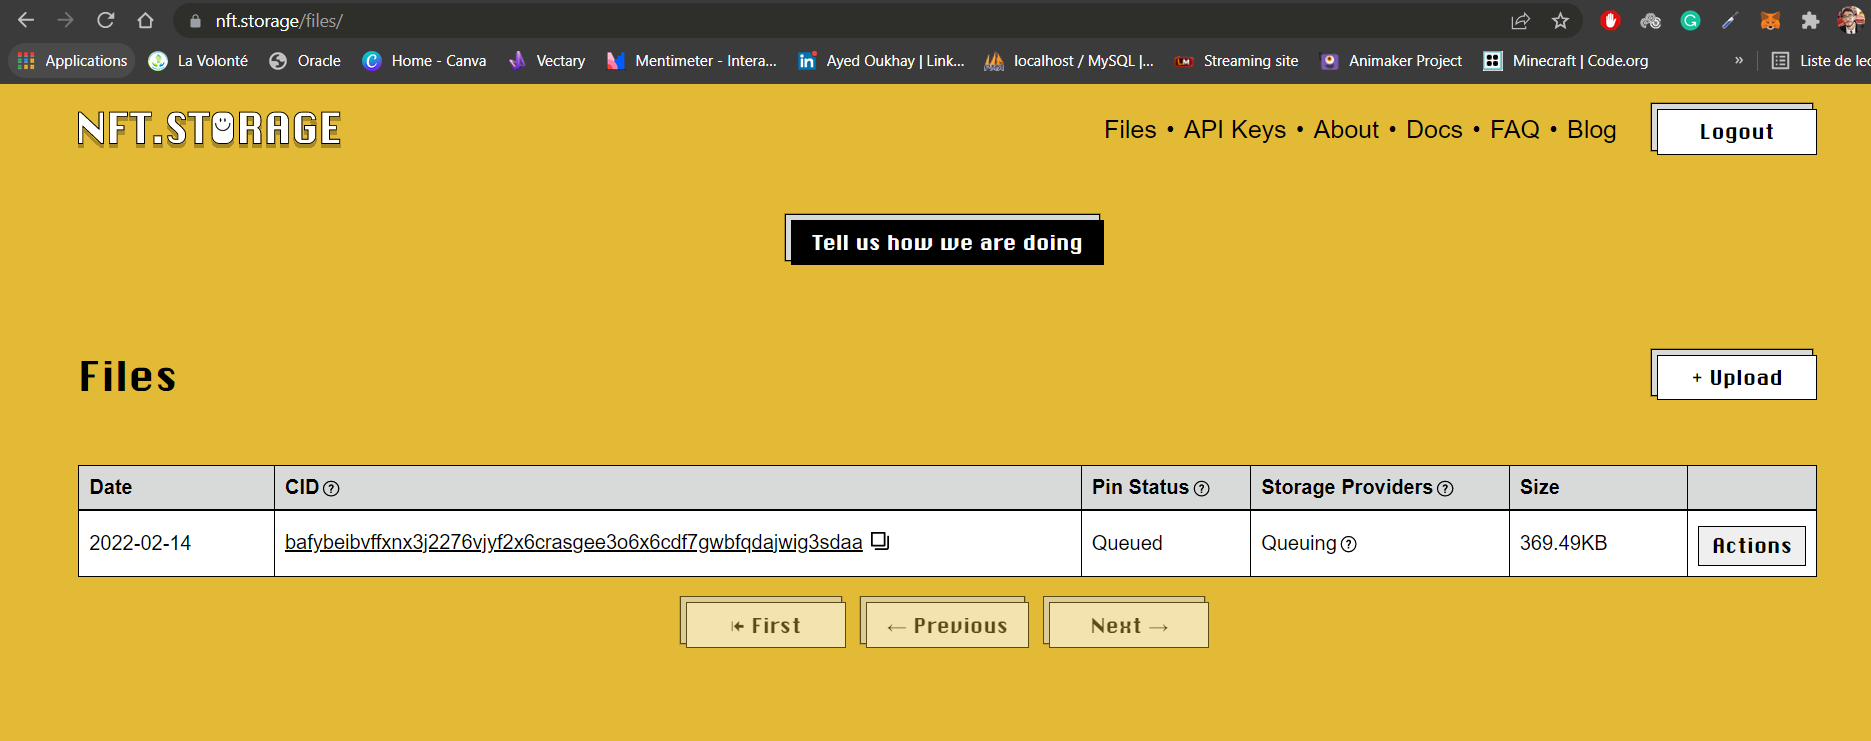 nft.storage/files/
Applications La Volonté Oracle Home - Canva Vectary Mentimeter - Intera... Ayed Oukhay | Link... localhost / MySQL |... Streaming site Animaker Project Minecraft | Code.org » Liste de lec
NFT.STORAGE Files • API Keys • About • Docs • FAQ • Blog Logout
Tell us how we are doing
Files + Upload
Date CID ? Pin Status ? Storage Providers ? Size
2022-02-14 bafybeibvffxnx3j2276vjyf2x6crasgee3o6x6cdf7gwbfqdajwig3sdaa Queued Queuing ? 369.49KB Actions
⇤ First ← Previous Next →